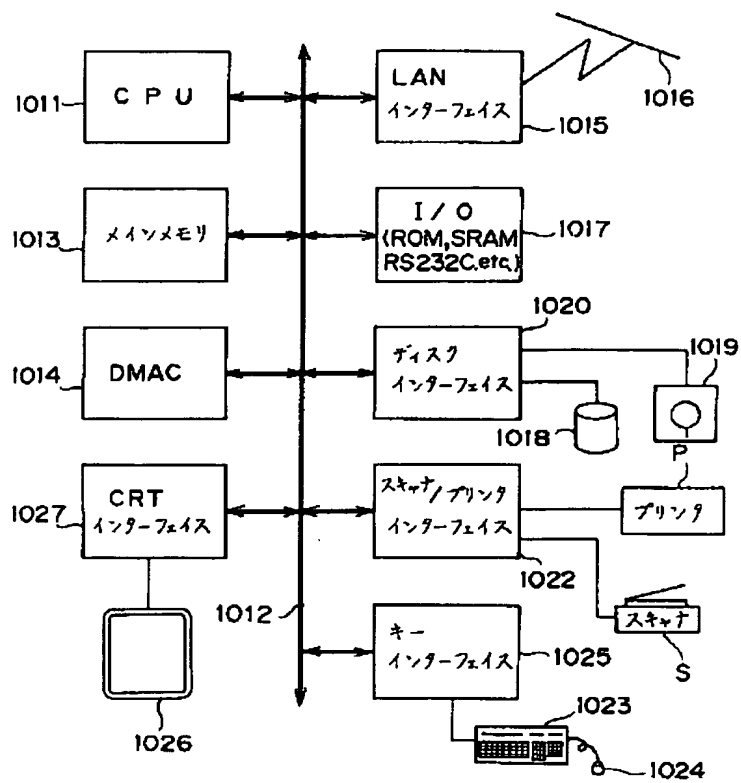 CPU
1011
LAN
インターフェイス
1015
1016
メインメモリ
1013
I/O
(ROM, SRAM
RS232C.etc.)
1017
DMAC
1014
ディスク
インターフェイス
1020
1018
1019
CRT
インターフェイス
1027
1026
1012
スキャナ/プリンタ
インターフェイス
1022
P
プリンタ
スキャナ
S
キー
インターフェイス
1025
1023
1024